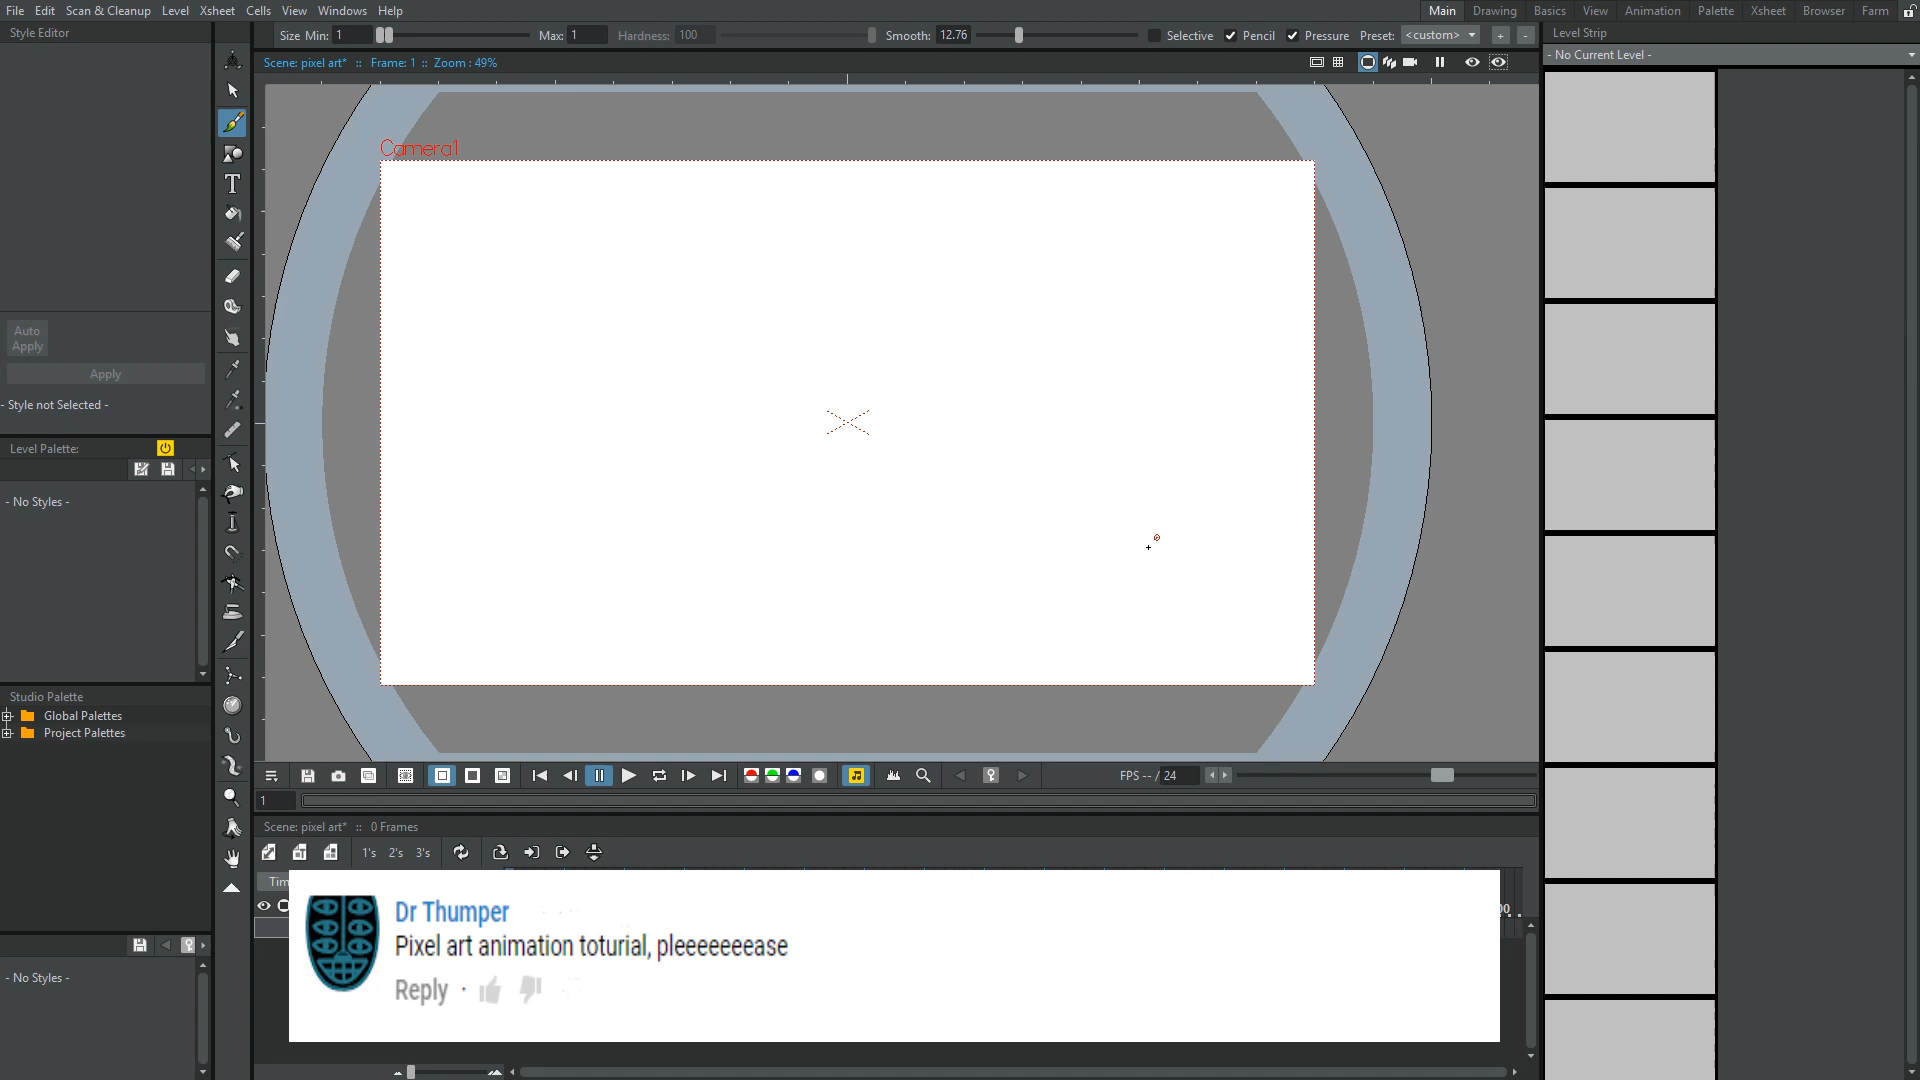 File Edit Scan & Cleanup Level Xsheet Cells View Windows Help
Main Drawing Basics View Animation Palette Xsheet Browser Farm
Style Editor
Size Min: 1 Max: 1 Hardness: 100 Smooth: 12.76 Selective Pencil Pressure Preset: <custom> + -
Level Strip
- No Current Level -
Scene: pixel art* :: Frame: 1 :: Zoom : 49%
Camera1
Auto
Apply
Apply
- Style not Selected -
Level Palette:
- No Styles -
Studio Palette
Global Palettes
Project Palettes
- No Styles -
FPS -- / 24
1
Scene: pixel art* :: 0 Frames
1's 2's 3's
Dr Thumper
Pixel art animation toturial, pleeeeeeease
Reply